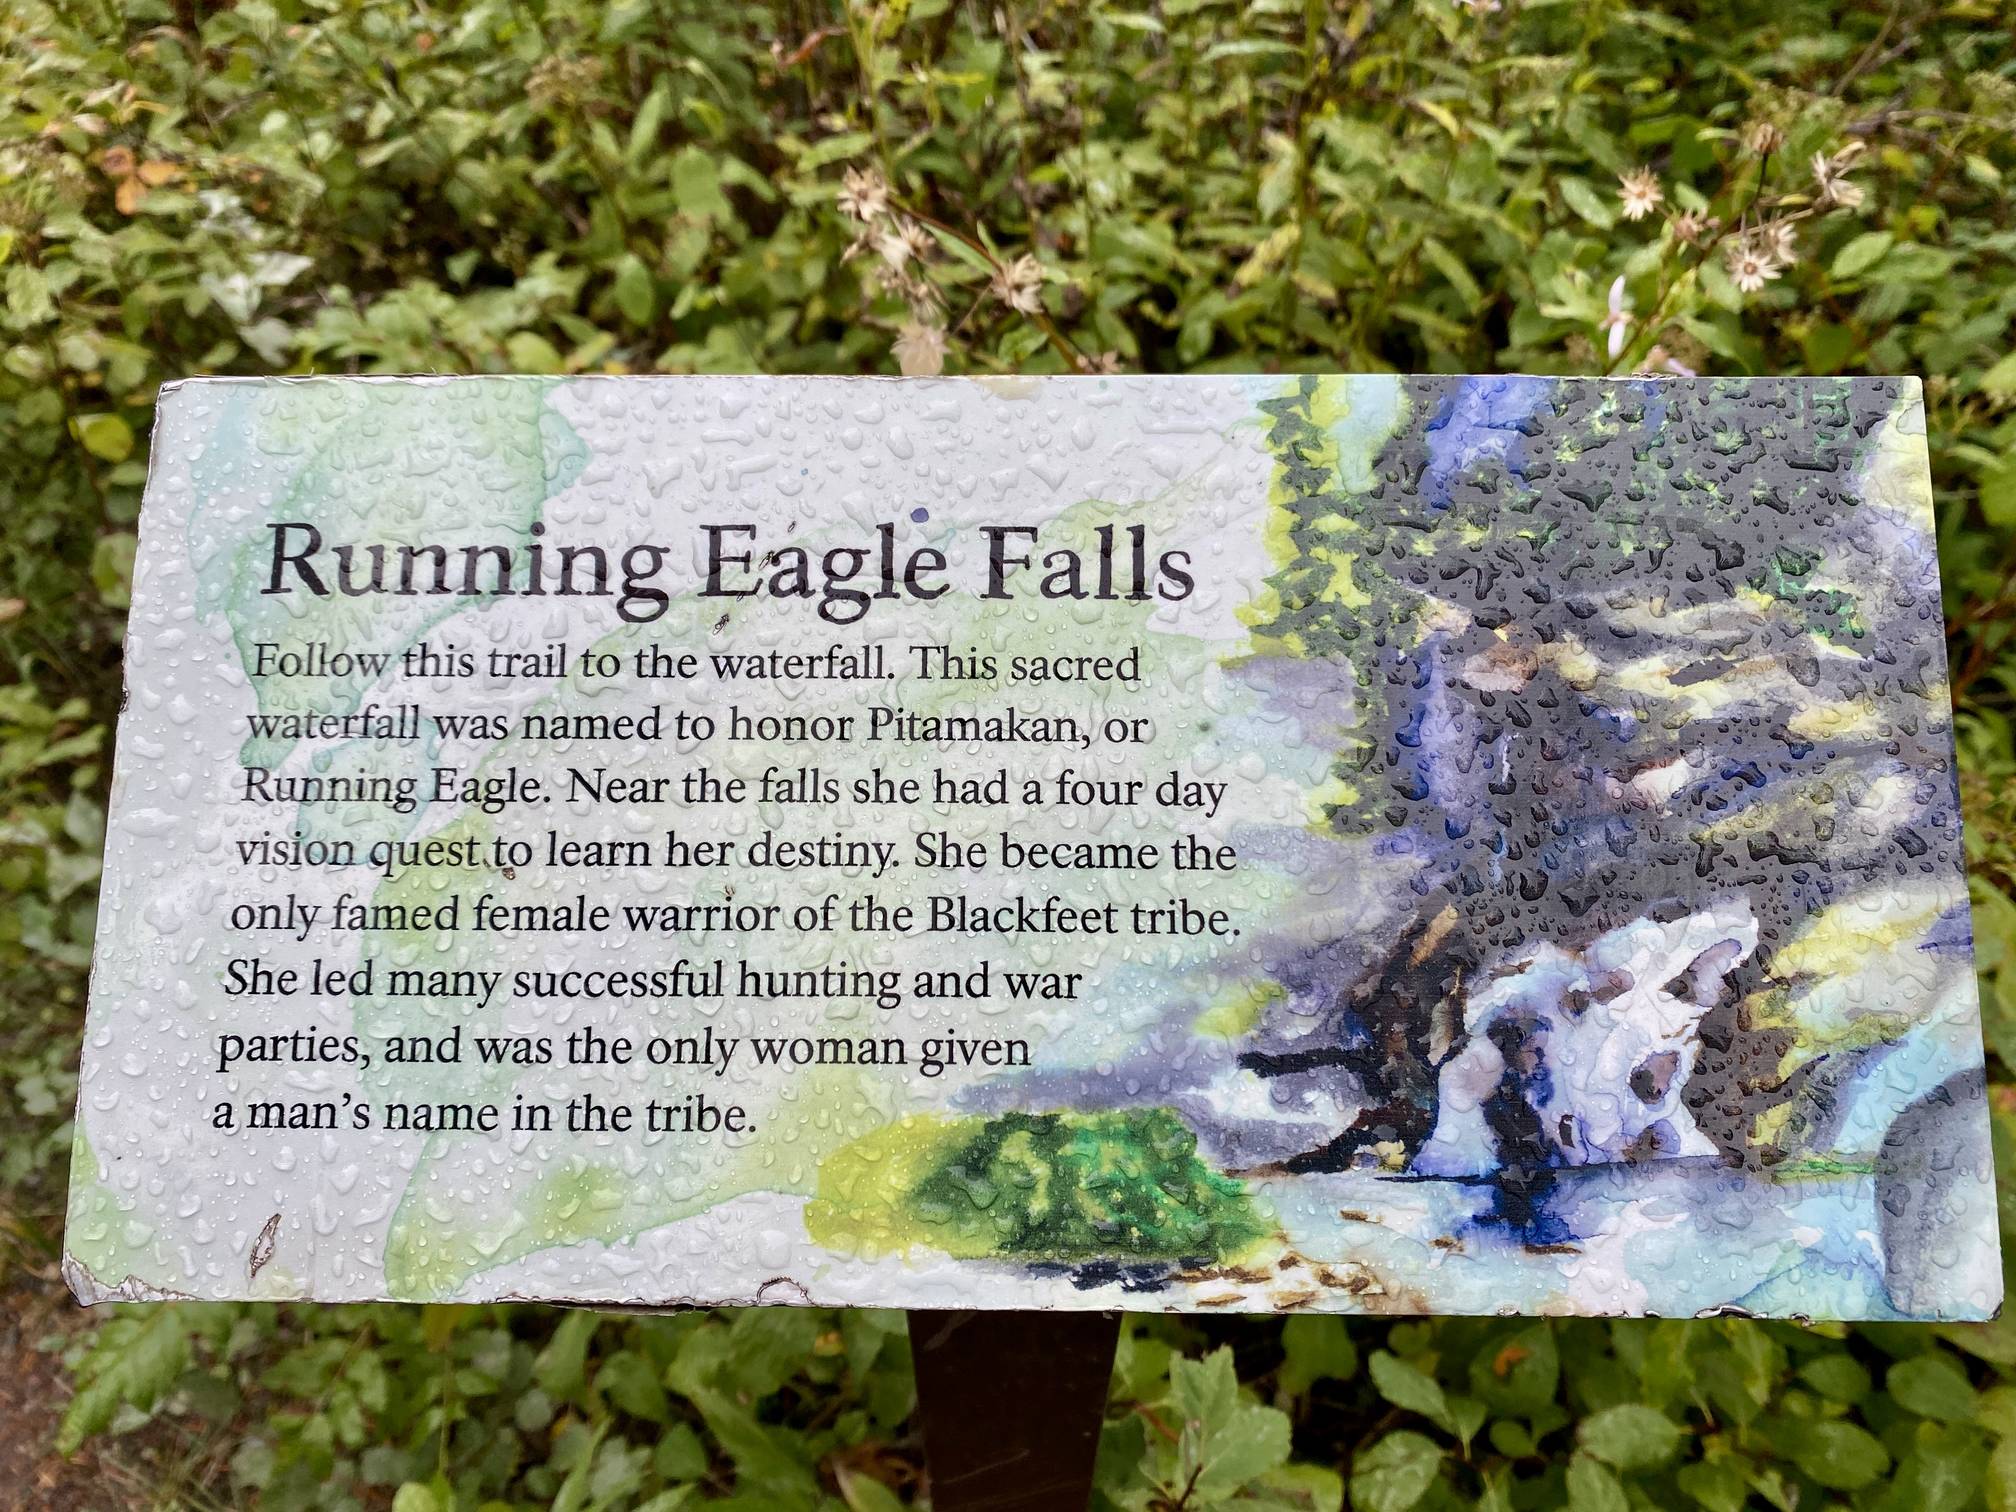 Running Eagle Falls
Follow this trail to the waterfall. This sacred
waterfall was named to honor Pitamakan, or
Running Eagle. Near the falls she had a four day
vision quest to learn her destiny. She became the
only famed female warrior of the Blackfeet tribe.
She led many successful hunting and war
parties, and was the only woman given
a man's name in the tribe.